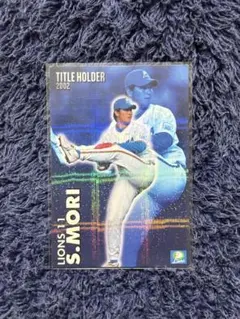 TITLE HOLDER
2002
LIONS 11
S.MORI